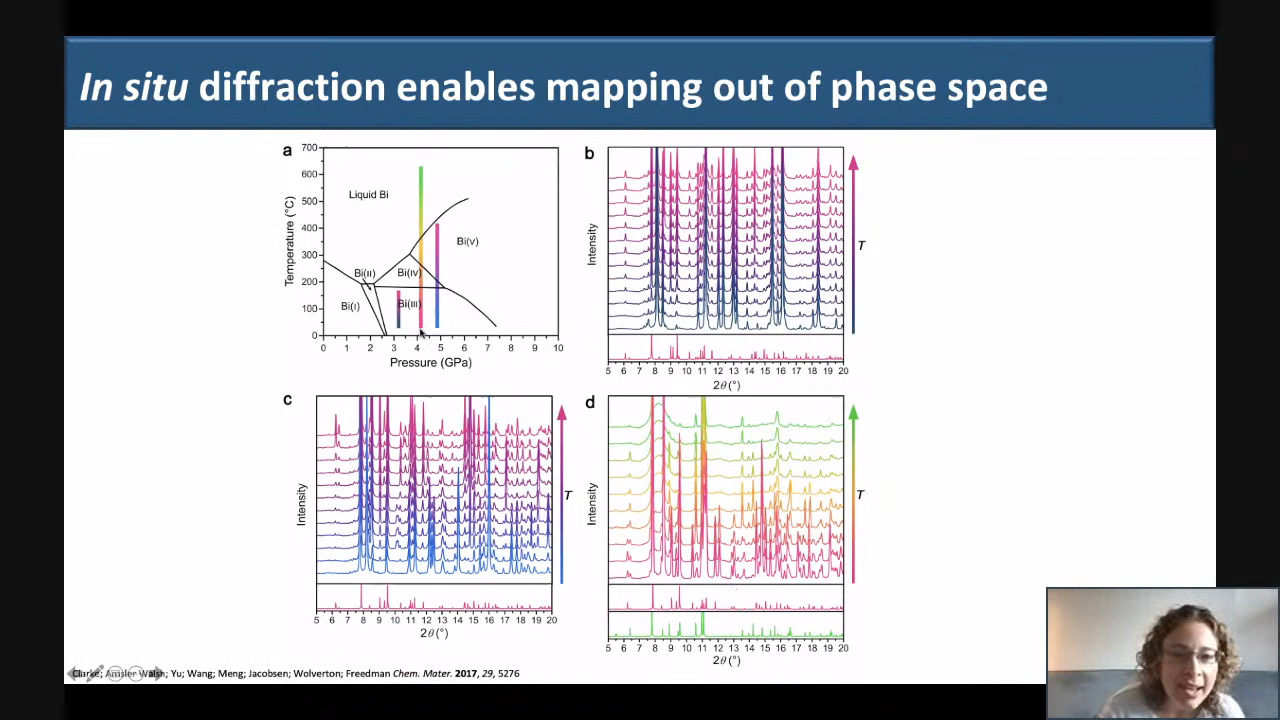 In situ diffraction enables mapping out of phase space
a
700
600
500
400
300
200
100
0
Temperature (°C)
Liquid Bi
Bi(V)
Bi(II)
Bi(IV)
Bi(I)
Bi(III)
0 1 2 3 4 5 6 7 8 9 10
Pressure (GPa)
b
Intensity
T
5 6 7 8 9 10 11 12 13 14 15 16 17 18 19 20
2θ (°)
c
Intensity
T
5 6 7 8 9 10 11 12 13 14 15 16 17 18 19 20
2θ (°)
d
Intensity
T
5 6 7 8 9 10 11 12 13 14 15 16 17 18 19 20
2θ (°)
Clarke; Amsler Walsh; Yu; Wang; Meng; Jacobsen; Wolverton; Freedman Chem. Mater. 2017, 29, 5276